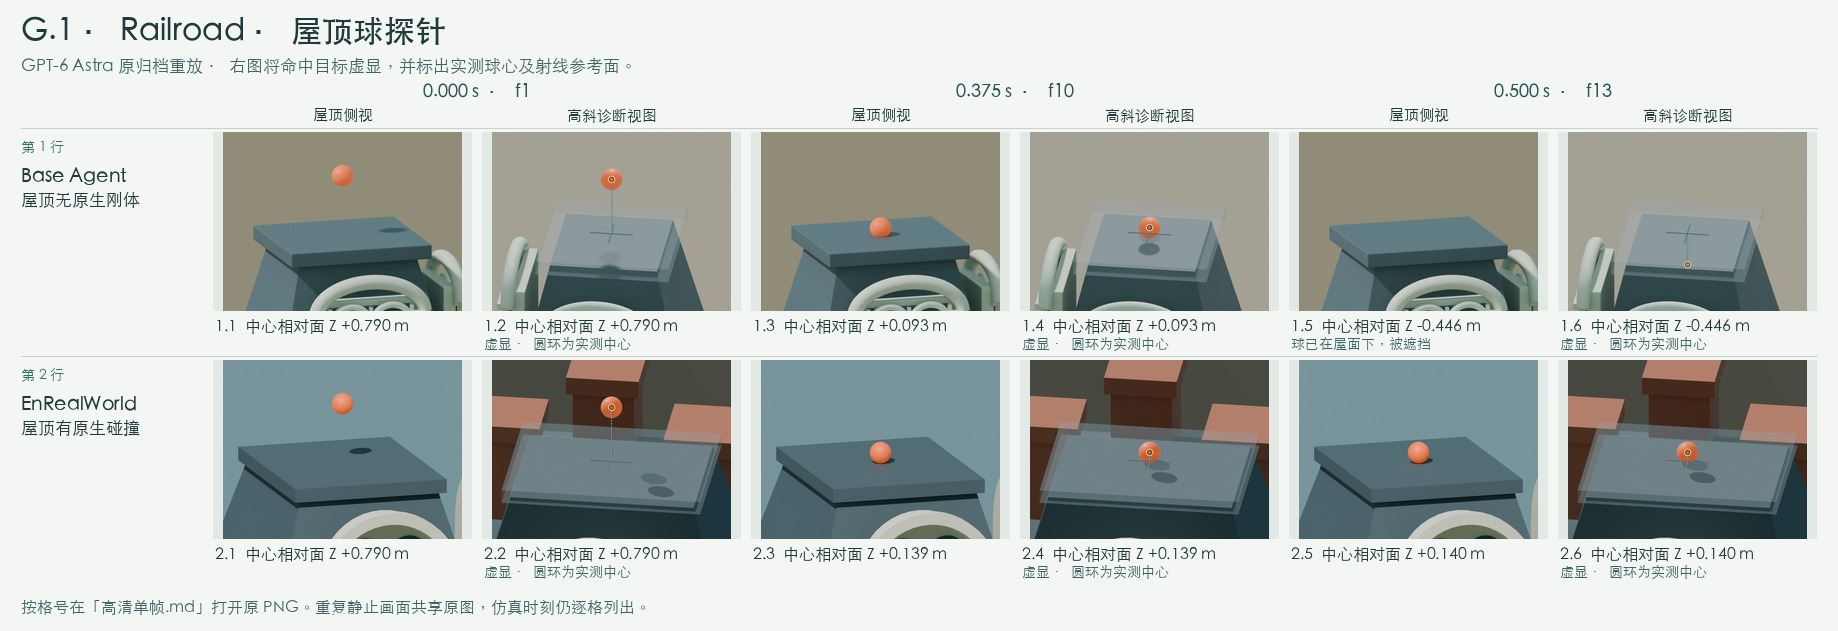 G.1 · Railroad · 屋顶球探针
GPT-6 Astra 原归档重放 · 右图将命中目标虚显，并标出实测球心及射线参考面。
0.000 s · f1
0.375 s · f10
0.500 s · f13
屋顶侧视
高斜诊断视图
屋顶侧视
高斜诊断视图
屋顶侧视
高斜诊断视图
第 1 行
Base Agent
屋顶无原生刚体
1.1 中心相对面 Z +0.790 m
1.2 中心相对面 Z +0.790 m
虚显 · 圆环为实测中心
1.3 中心相对面 Z +0.093 m
1.4 中心相对面 Z +0.093 m
虚显 · 圆环为实测中心
1.5 中心相对面 Z -0.446 m
球已在屋面下，被遮挡
1.6 中心相对面 Z -0.446 m
虚显 · 圆环为实测中心
第 2 行
EnRealWorld
屋顶有原生碰撞
2.1 中心相对面 Z +0.790 m
2.2 中心相对面 Z +0.790 m
虚显 · 圆环为实测中心
2.3 中心相对面 Z +0.139 m
2.4 中心相对面 Z +0.139 m
虚显 · 圆环为实测中心
2.5 中心相对面 Z +0.140 m
2.6 中心相对面 Z +0.140 m
虚显 · 圆环为实测中心
按格号在「高清单帧.md」打开原 PNG。重复静止画面共享原图，仿真时刻仍逐格列出。